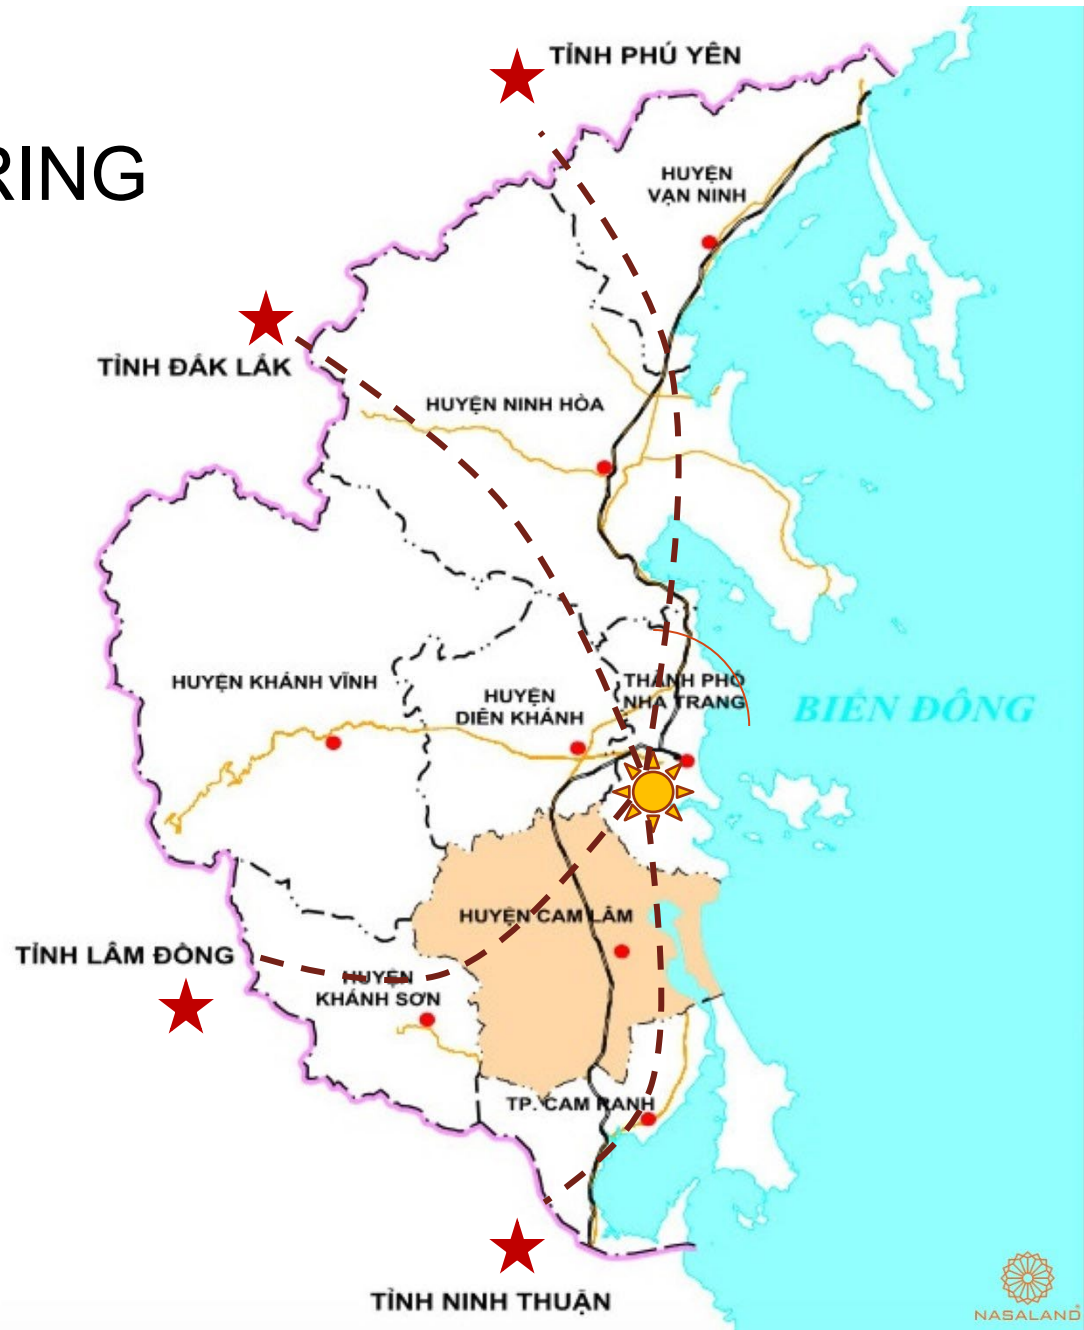 TỈNH PHÚ YÊN
RING
HUYỆN
VẠN NINH
TỈNH ĐẮK LẮK
HUYỆN NINH HÒA
HUYỆN KHÁNH VĨNH
HUYỆN
DIÊN KHÁNH
THÀNH PHỐ
NHA TRANG
BIỂN ĐÔNG
HUYỆN CAM LÂM
TỈNH LÂM ĐỒNG
HUYỆN
KHÁNH SƠN
TP. CAM RANH
TỈNH NINH THUẬN
NASALAND